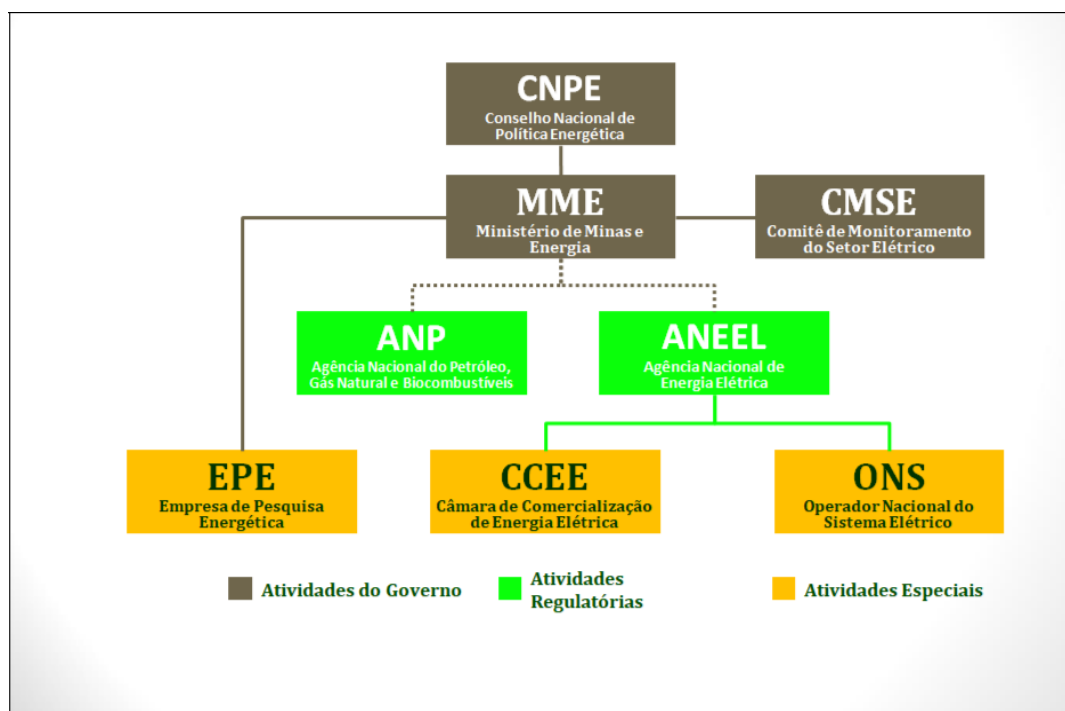 CNPE
Conselho Nacional de
Política Energética
MME
Ministério de Minas e
Energia
CMSE
Comitê de Monitoramento
do Setor Elétrico
ANP
Agência Nacional do Petróleo,
Gás Natural e Biocombustíveis
ANEEL
Agência Nacional de
Energia Elétrica
EPE
Empresa de Pesquisa
Energética
CCEE
Câmara de Comercialização
de Energia Elétrica
ONS
Operador Nacional do
Sistema Elétrico
Atividades do Governo
Atividades
Regulatórias
Atividades Especiais